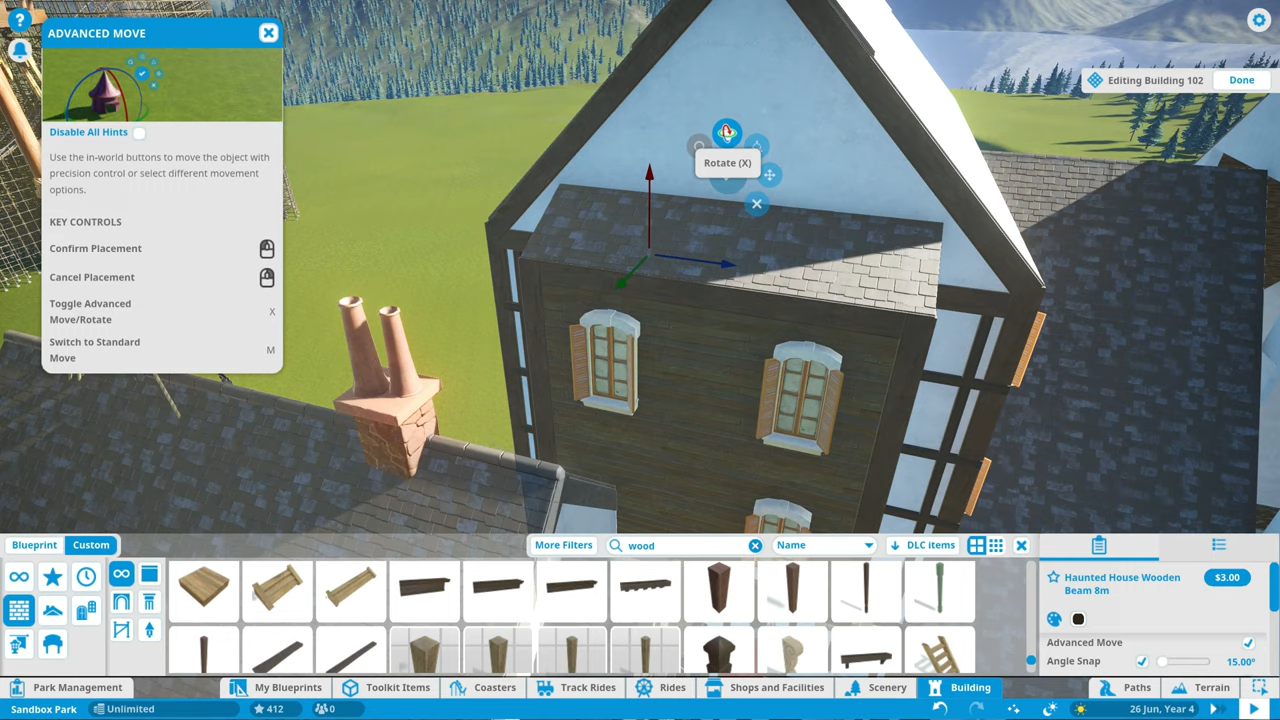 ?
ADVANCED MOVE
Disable All Hints
Use the in-world buttons to move the object with
precision control or select different movement
options.
KEY CONTROLS
Confirm Placement
Cancel Placement
Toggle Advanced
Move/Rotate
X
Switch to Standard
Move
M
Rotate (X)
Editing Building 102
Done
Blueprint
Custom
More Filters
wood
Name
DLC items
Haunted House Wooden
Beam 8m
$3.00
Advanced Move
Angle Snap
15.00°
Park Management
My Blueprints
Toolkit Items
Coasters
Track Rides
Rides
Shops and Facilities
Scenery
Building
Paths
Terrain
Sandbox Park
Unlimited
412
0
26 Jun, Year 4